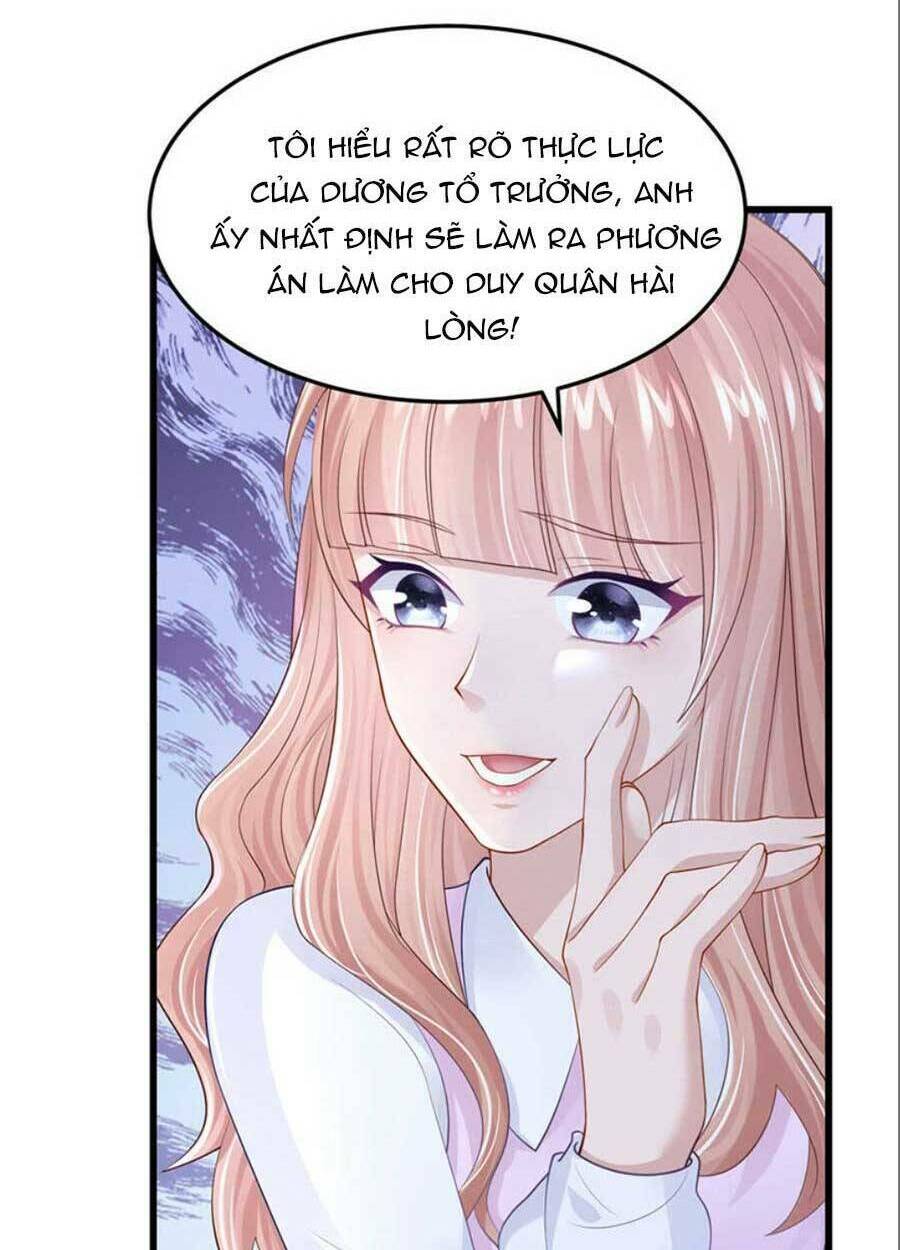 TÔI HIỂU RẤT RÕ THỰC LỰC
CỦA DƯƠNG TỔ TRƯỞNG, ANH
ẤY NHẤT ĐỊNH SẼ LÀM RA PHƯƠNG
ÁN LÀM CHO DUY QUÂN HÀI
LÒNG!